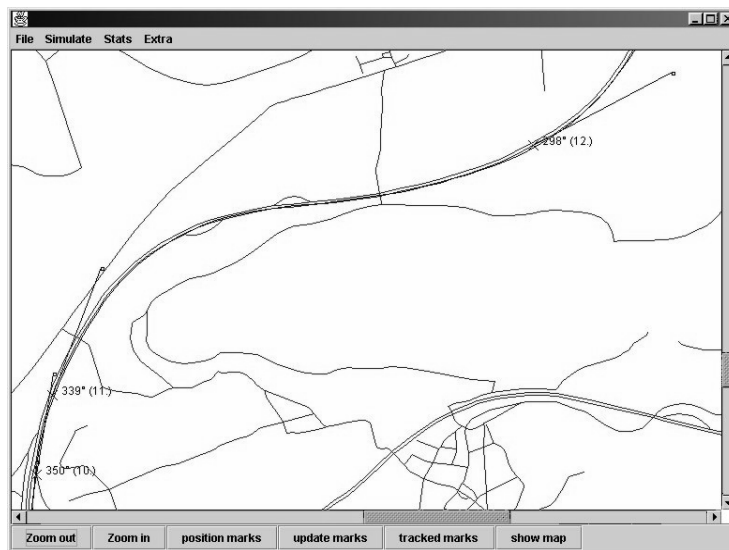 File Simulate Stats Extra
298° (12.)
339° (11.)
350° (10.)
Zoom out Zoom in position marks update marks tracked marks show map